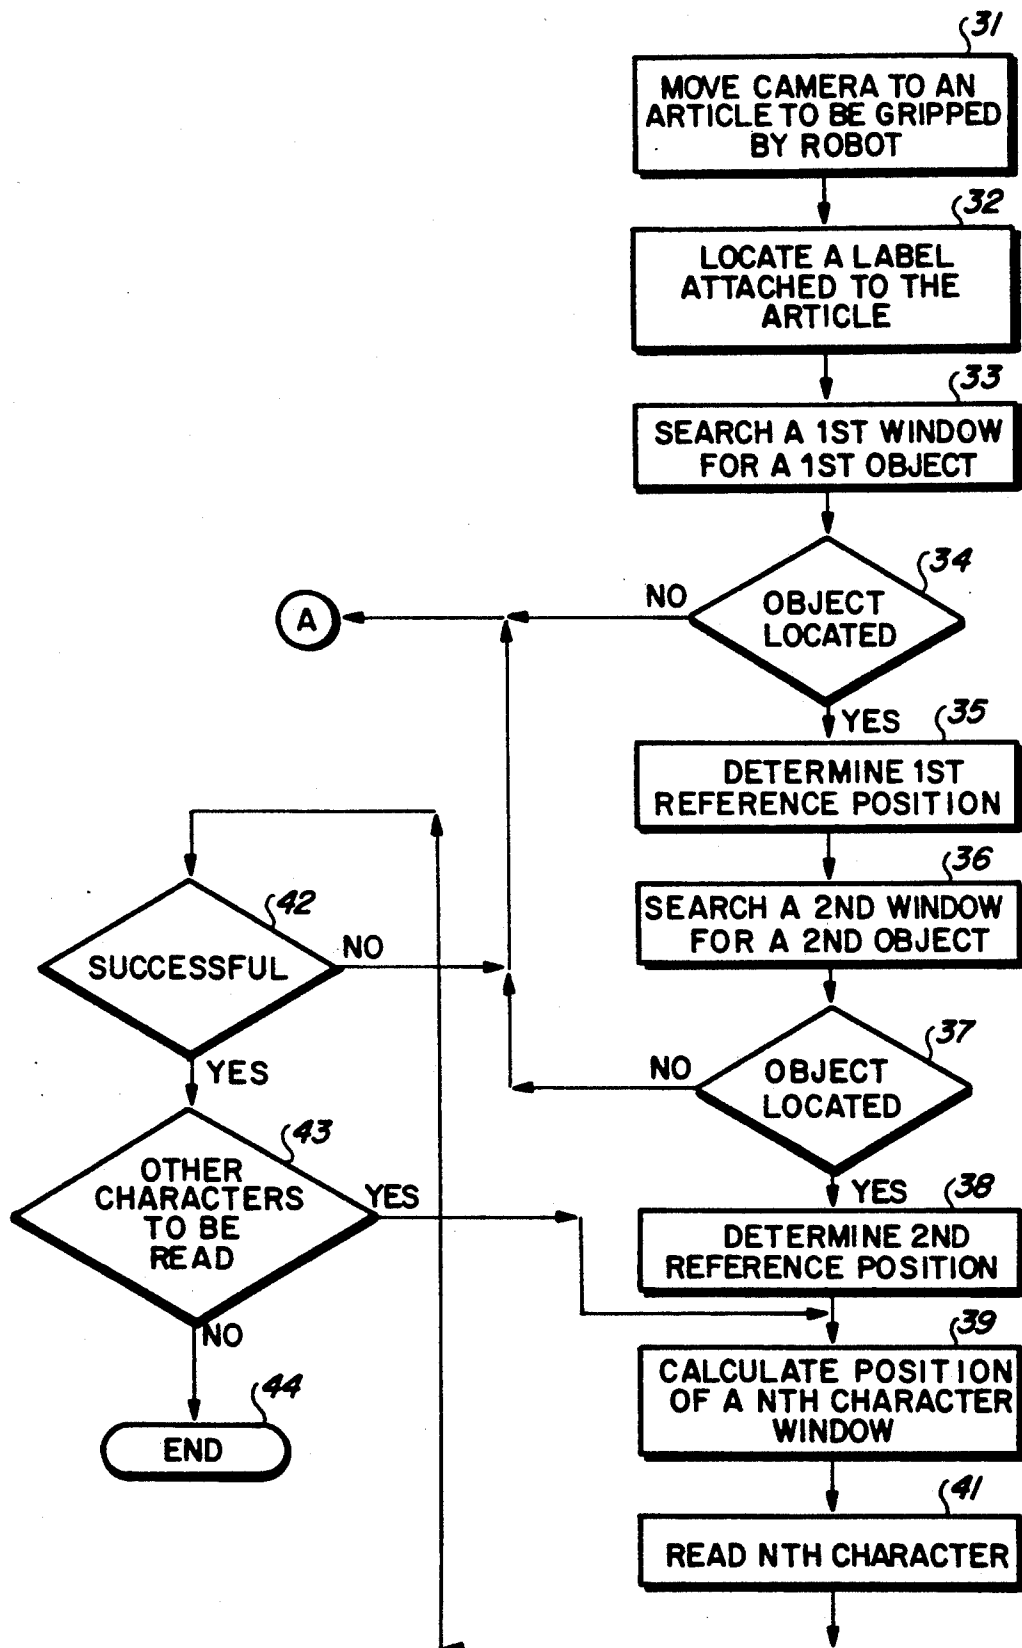 31
MOVE CAMERA TO AN
ARTICLE TO BE GRIPPED
BY ROBOT
32
LOCATE A LABEL
ATTACHED TO THE
ARTICLE
33
SEARCH A 1ST WINDOW
FOR A 1ST OBJECT
34
OBJECT
LOCATED
NO
A
YES
35
DETERMINE 1ST
REFERENCE POSITION
36
SEARCH A 2ND WINDOW
FOR A 2ND OBJECT
37
OBJECT
LOCATED
NO
YES
38
DETERMINE 2ND
REFERENCE POSITION
39
CALCULATE POSITION
OF A NTH CHARACTER
WINDOW
41
READ NTH CHARACTER
42
SUCCESSFUL
NO
YES
43
OTHER
CHARACTERS
TO BE
READ
YES
NO
44
END